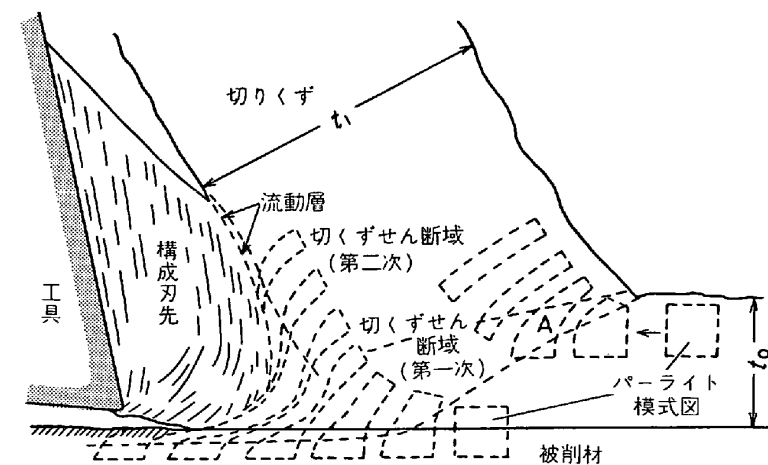 切りくず
t₁
流動層
切くずせん断域
(第二次)
構成刃先
工具
切くずせん
断域
(第一次)
A
t₀
パーライト
模式図
被削材